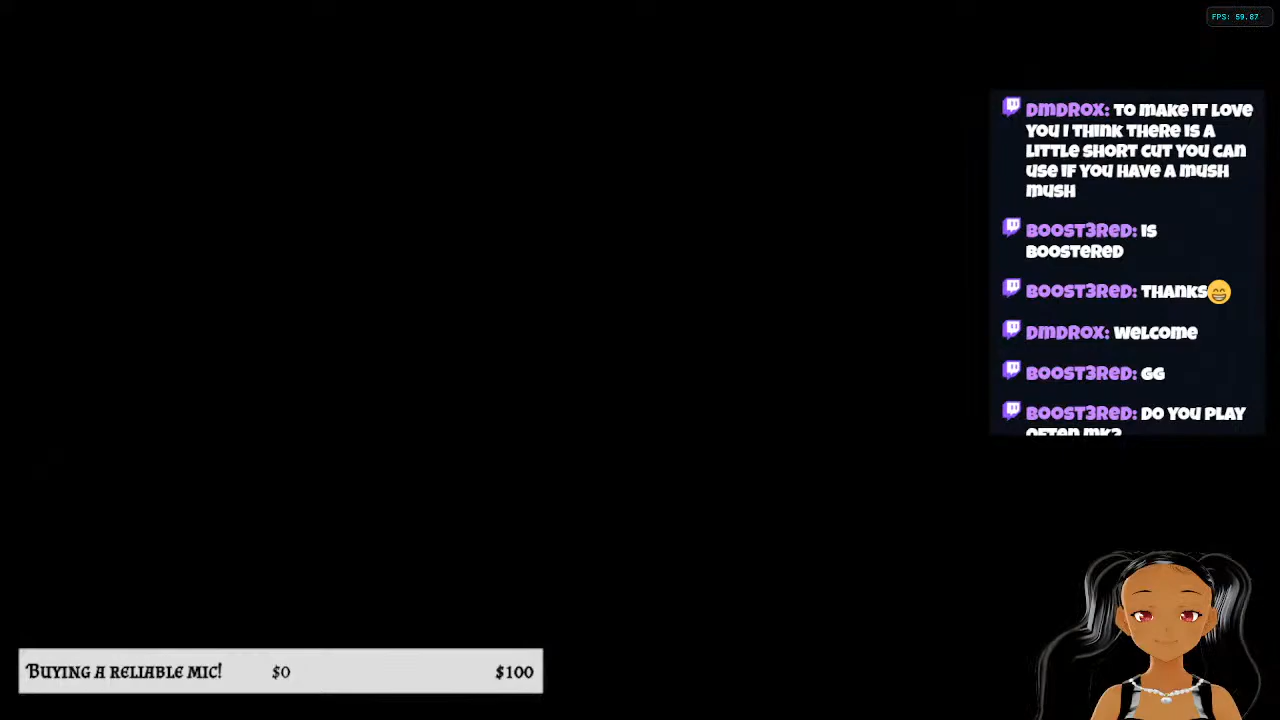 FPS: 59.87
DMDROX: TO MAKE IT LOVE
YOU I THINK THERE IS A
LITTLE SHORT CUT YOU CAN
USE IF YOU HAVE A MUSH
MUSH
BOOST3RED: IS
BOOSTERED
BOOST3RED: THANKS😁
DMDROX: WELCOME
BOOST3RED: GG
BOOST3RED: DO YOU PLAY
OFTEN MK?
BUYING A RELIABLE MIC! $0 $100